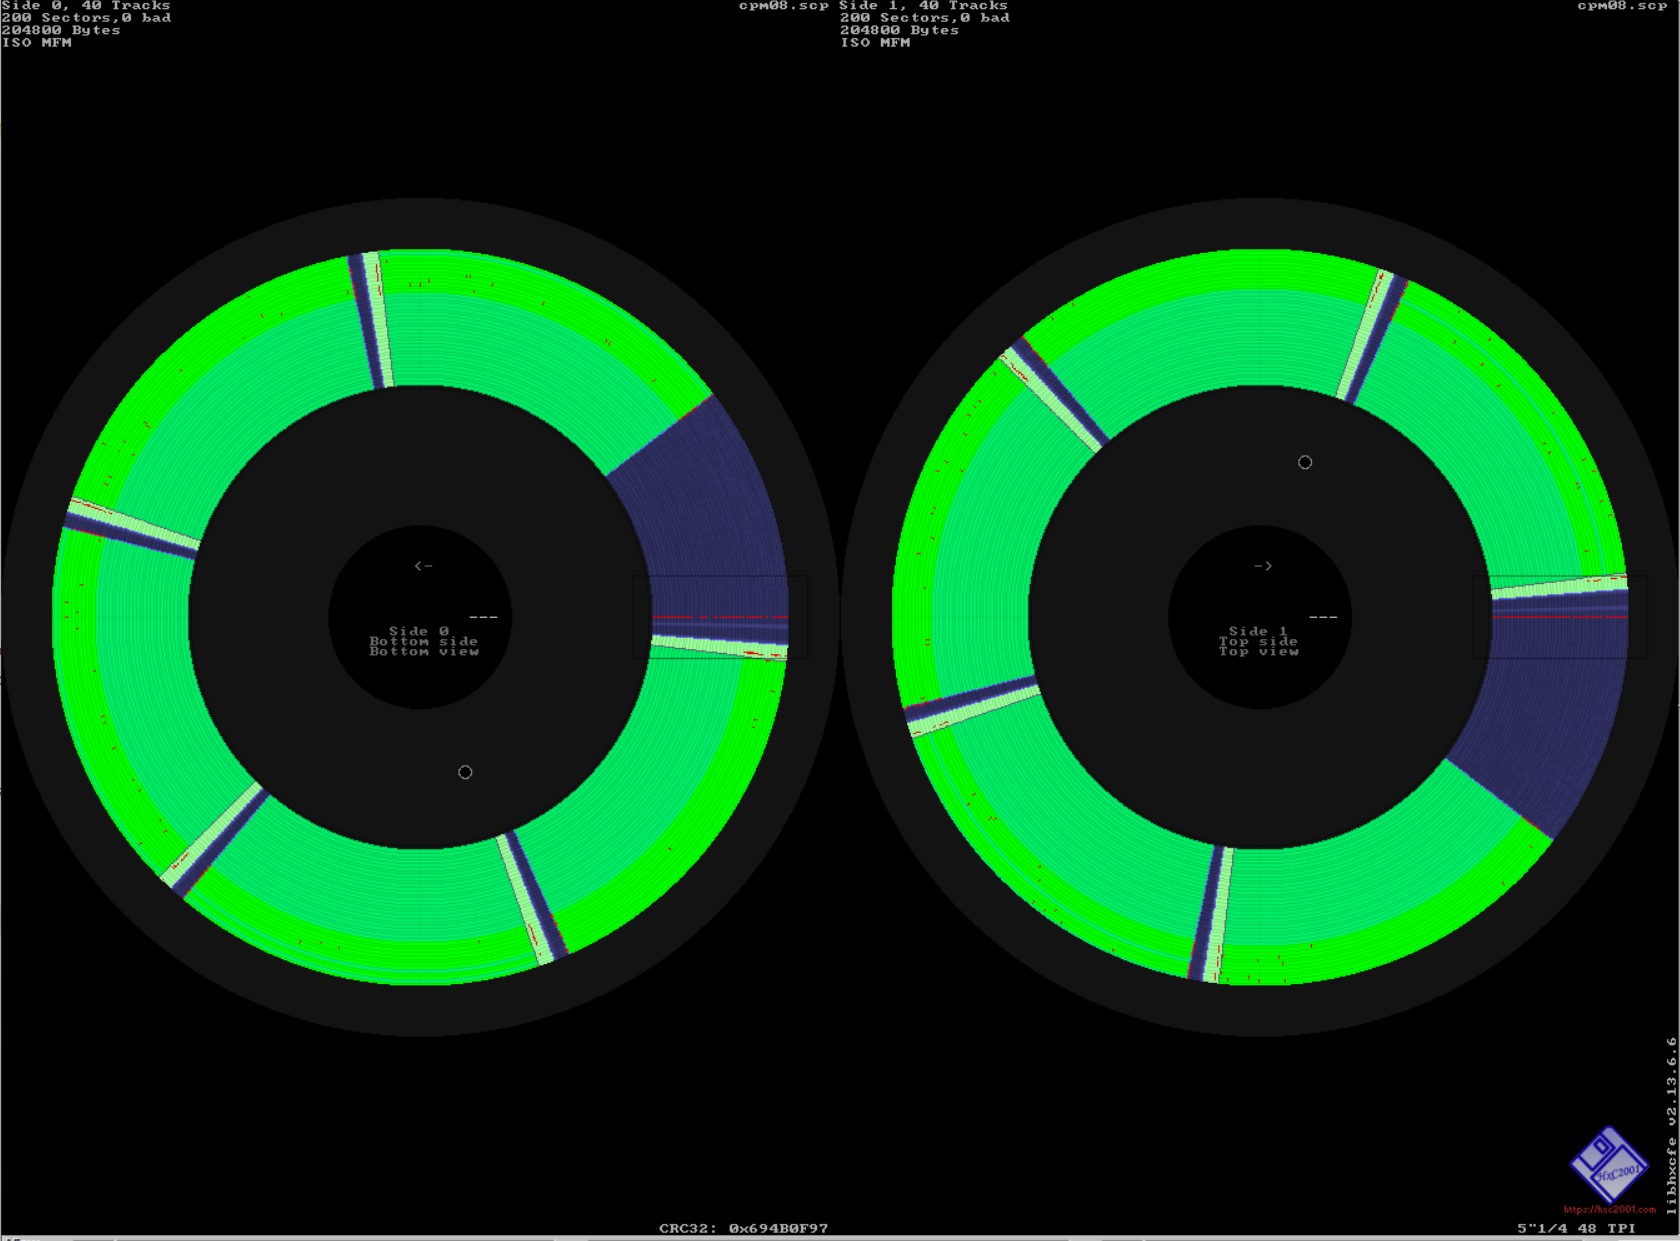 Side 0, 40 Tracks
200 Sectors,0 bad
204800 Bytes
ISO MFM
cpm08.scp
Side 1, 40 Tracks
200 Sectors,0 bad
204800 Bytes
ISO MFM
cpm08.scp
<-
---
Side 0
Bottom side
Bottom view
->
---
Side 1
Top side
Top view
libhxcfe v2.13.6.6
HxC2001
https://hxc2001.com
CRC32: 0x694B0F97
5"1/4 48 TPI